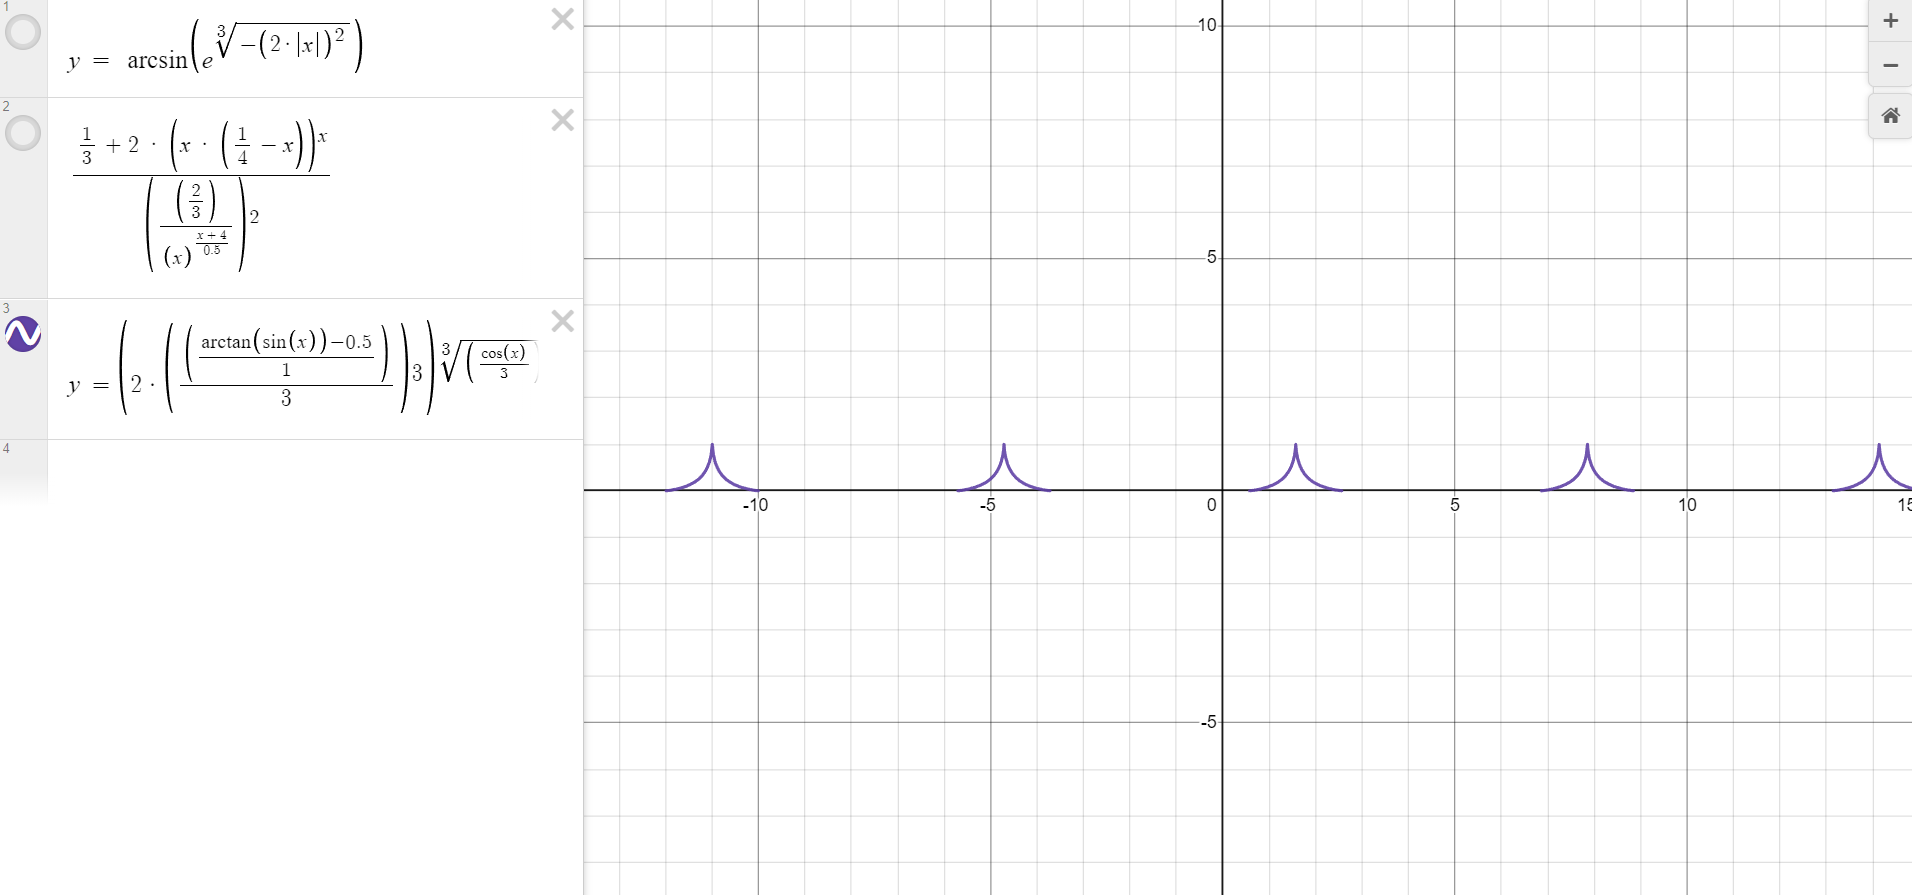 1
y = arcsin(e^∛(-(2·|x|)^2))
2
(1/3 + 2 · (x · (1/4 − x))^x) / (((2/3) / (x)^((x + 4)/0.5))^2)
3
y = (2 · (((arctan(sin(x))−0.5)/1)/3)3)^∛((cos(x)/3
4
10
5
-10 -5 0 5 10 15
-5
+
−